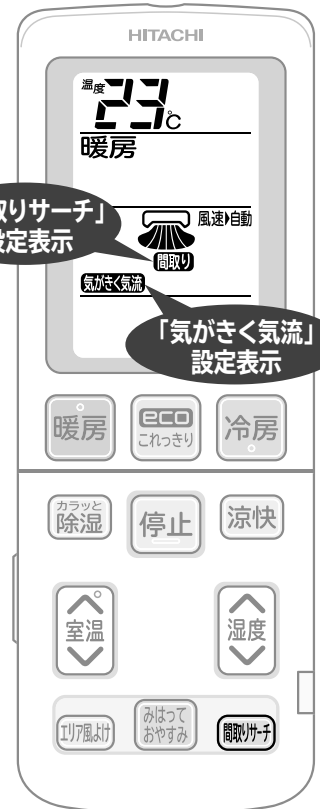 HITACHI
温度 23℃
暖房
風速▶自動
間取り
気がきく気流
取りサーチ」
設定表示
「気がきく気流」
設定表示
暖房
eco
これっきり
冷房
カラッと
除湿
停止
涼快
室温
湿度
エリア風よけ
みはって
おやすみ
間取りサーチ